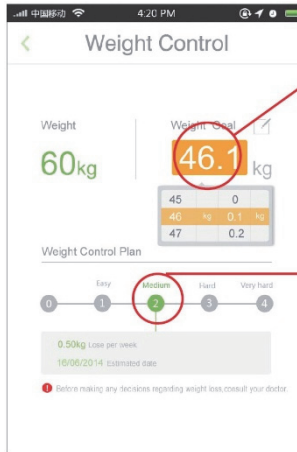 中国移动 4:20 PM
Weight Control
Weight
Weight Goal
60kg
46.1 kg
45 0
46 kg 0.1 kg
47 0.2
Weight Control Plan
Easy Medium Hard Very hard
0 1 2 3 4
0.50kg Lose per week
16/06/2014 Estimated date
Before making any decisions regarding weight loss,consult your doctor.